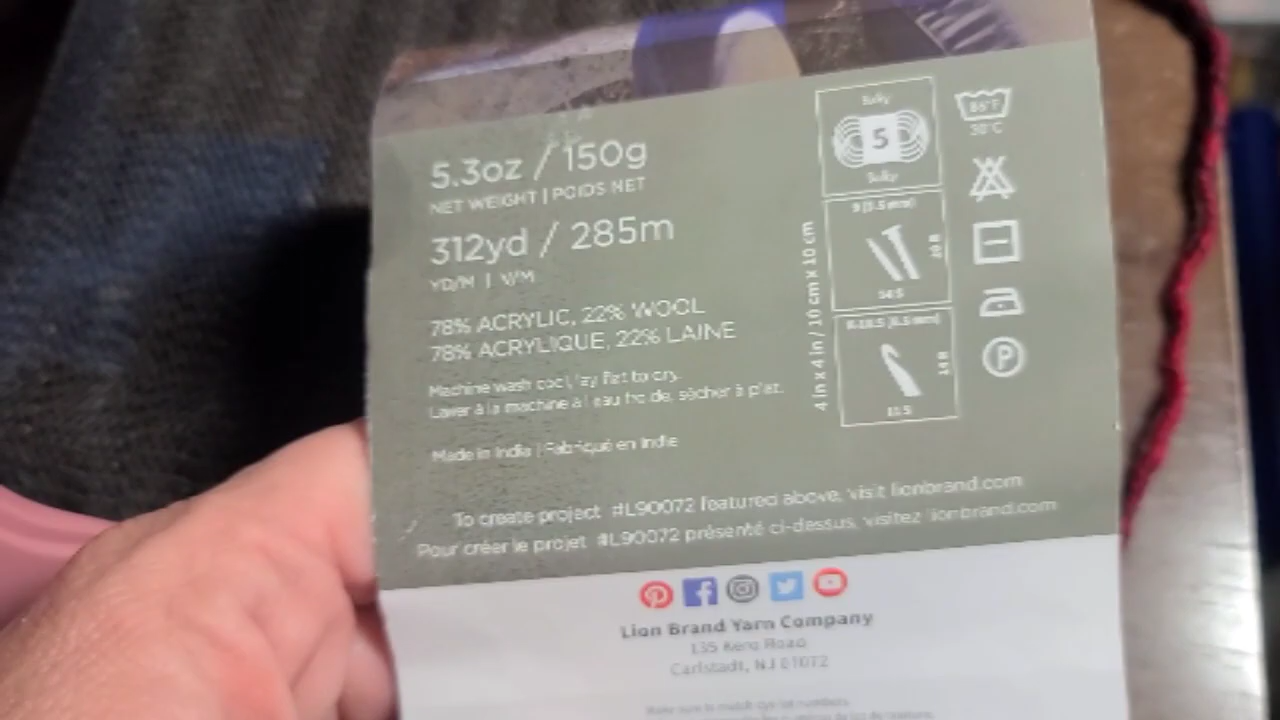 5.3oz / 150g
NET WEIGHT | POIDS NET
312yd / 285m
YD/M | V/M
78% ACRYLIC, 22% WOOL
78% ACRYLIQUE, 22% LAINE
Machine wash cool, lay flat to dry.
Laver à la machine à l'eau froide, sécher à plat.
Made in India | Fabriqué en Inde
Bulky
5
Bulky
4 in x 4 in / 10 cm x 10 cm
86°F
30°C
P
To create project #L90072 featured above, visit lionbrand.com
Pour créer le projet #L90072 présenté ci-dessus, visitez lionbrand.com
Lion Brand Yarn Company
135 Kero Road
Carlstadt, NJ 07072